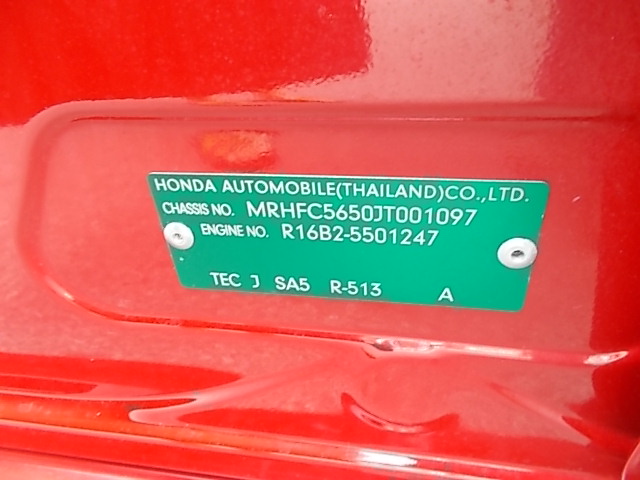 HONDA AUTOMOBILE(THAILAND)CO.,LTD.
CHASSIS NO. MRHFC5650JT001097
ENGINE NO. R16B2-5501247
TEC J SA5 R-513 A